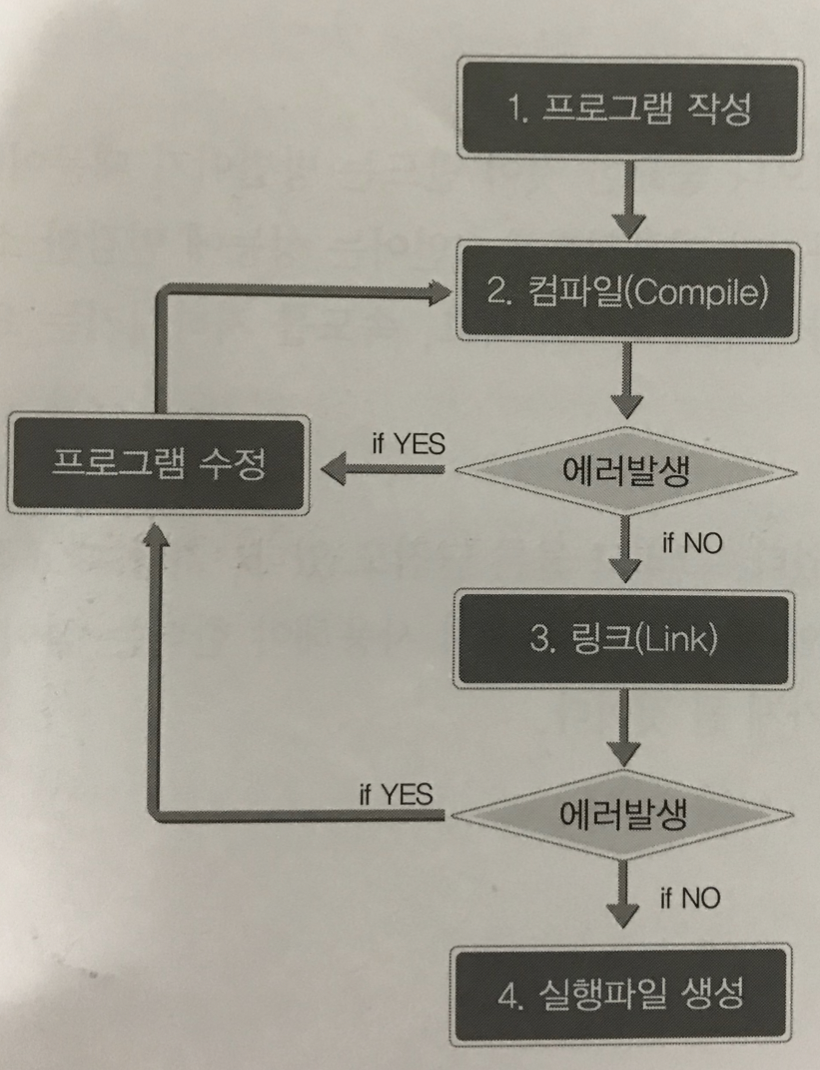 1. 프로그램 작성
2. 컴파일(Compile)
if YES
프로그램 수정
에러발생
if NO
3. 링크(Link)
if YES
에러발생
if NO
4. 실행파일 생성